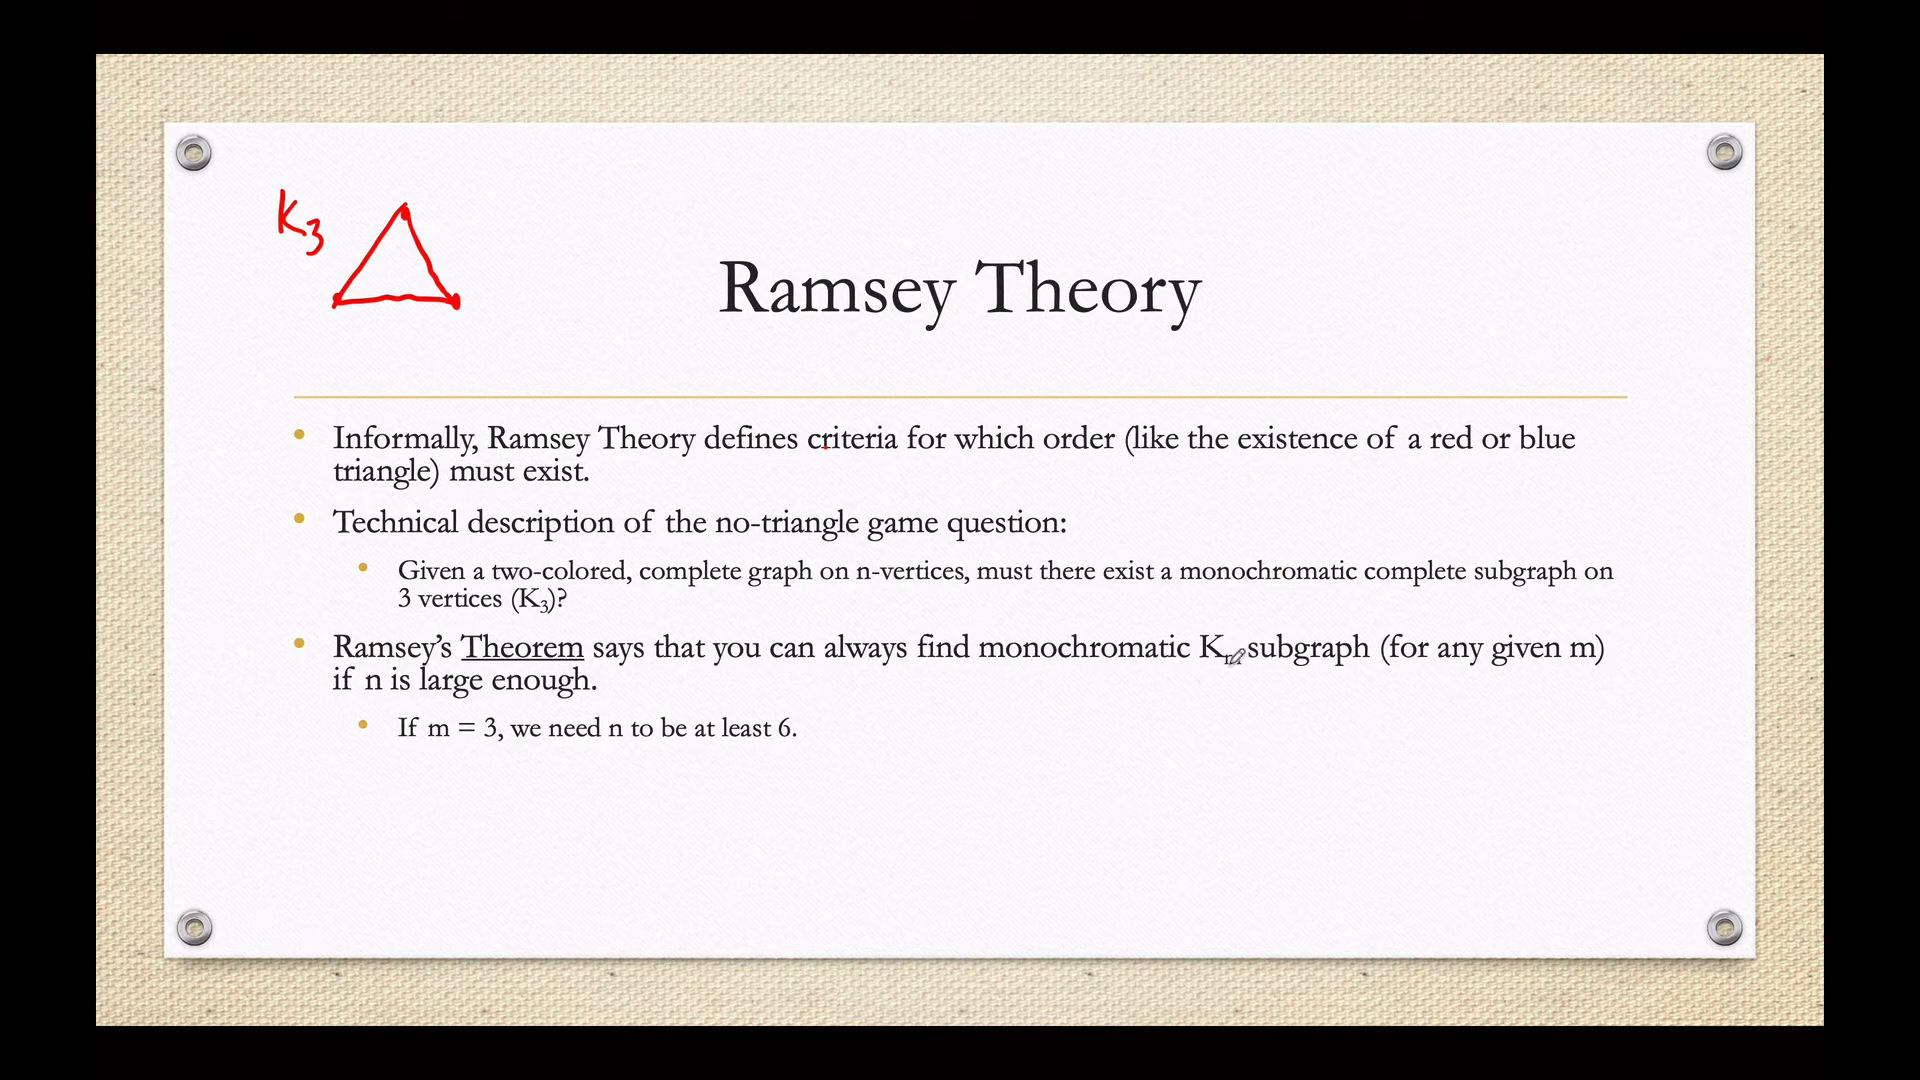 K₃
Ramsey Theory
• Informally, Ramsey Theory defines criteria for which order (like the existence of a red or blue
triangle) must exist.
• Technical description of the no-triangle game question:
• Given a two-colored, complete graph on n-vertices, must there exist a monochromatic complete subgraph on
3 vertices (K₃)?
• Ramsey’s Theorem says that you can always find monochromatic Kₘ subgraph (for any given m)
if n is large enough.
• If m = 3, we need n to be at least 6.